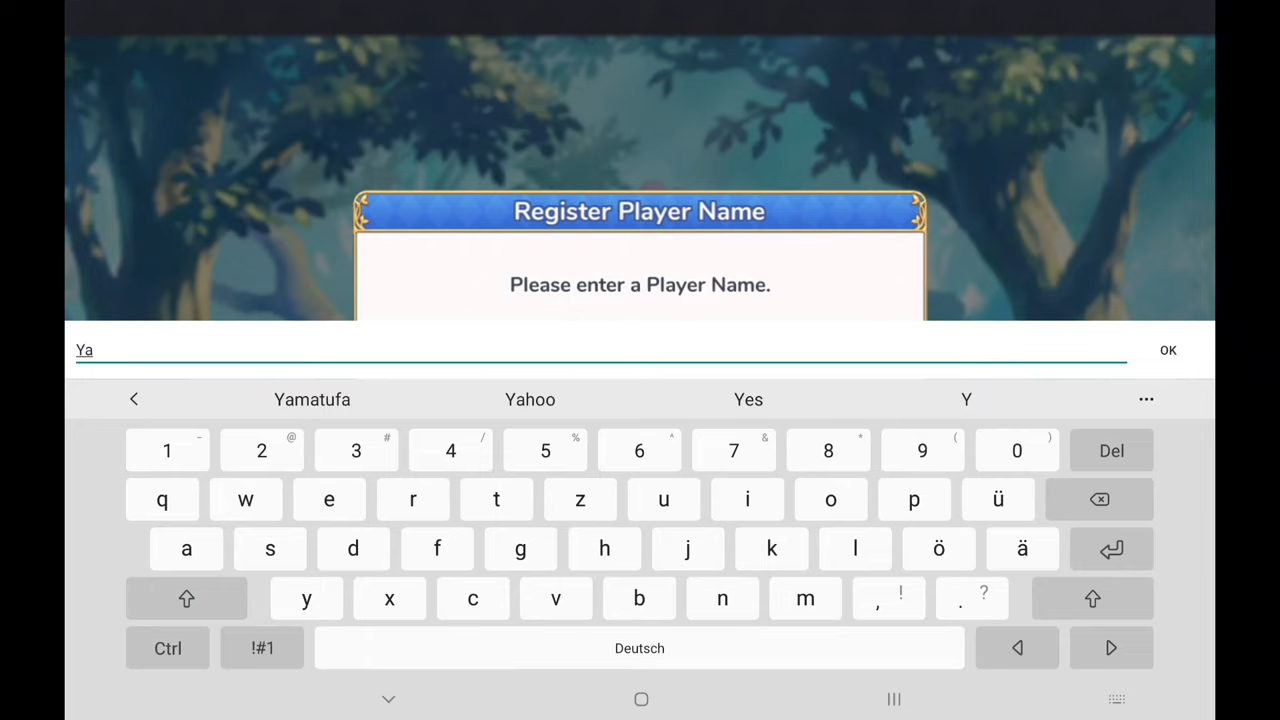 Register Player Name
Please enter a Player Name.
Ya
OK
Yamatufa Yahoo Yes Y
1 - 2 @ 3 # 4 / 5 % 6 ^ 7 & 8 * 9 ( 0 ) Del
q w e r t z u i o p ü
a s d f g h j k l ö ä
y x c v b n m , ! . ?
Ctrl !#1 Deutsch